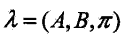 λ = (A, B, π)